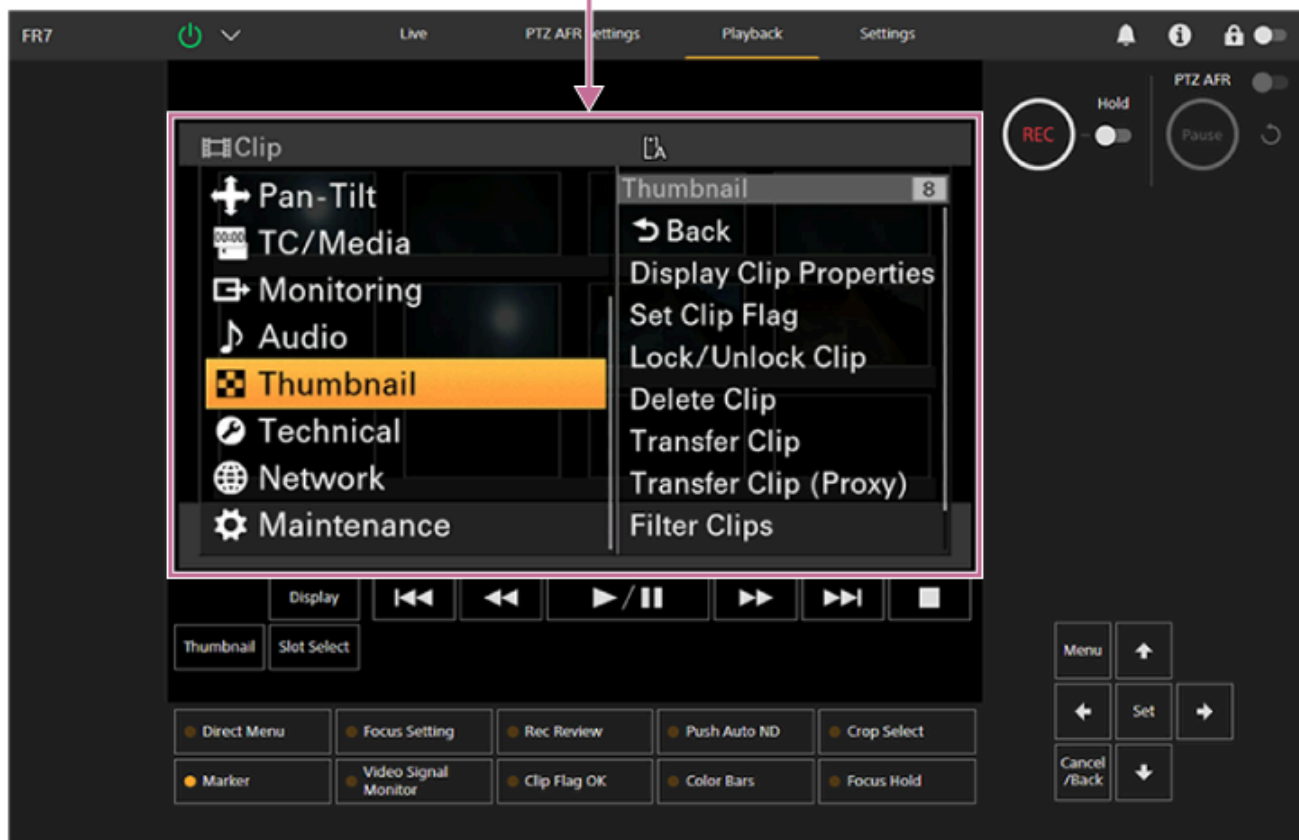 FR7
Live
PTZ AFR Settings
Playback
Settings
PTZ AFR
Hold
REC
Pause
Clip
A
Pan-Tilt
00:00
TC/Media
Monitoring
Audio
Thumbnail
Technical
Network
Maintenance
Thumbnail 8
Back
Display Clip Properties
Set Clip Flag
Lock/Unlock Clip
Delete Clip
Transfer Clip
Transfer Clip (Proxy)
Filter Clips
Display
Thumbnail
Slot Select
Menu
Set
Cancel
/Back
Direct Menu
Focus Setting
Rec Review
Push Auto ND
Crop Select
Marker
Video Signal
Monitor
Clip Flag OK
Color Bars
Focus Hold